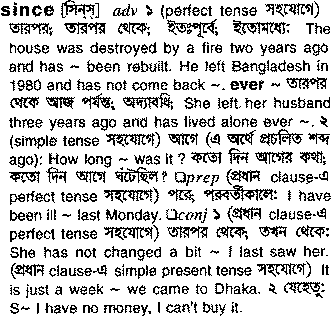 since [সিন্‌স্] adv ১ (perfect tense সহযোগে)
তারপর; তারপর থেকে; ইতঃপূর্বে; ইতোমধ্যে: The
house was destroyed by a fire two years ago
and has ~ been rebuilt. He left Bangladesh in
1980 and has not come back ~. ever ~ তারপর
থেকে আজ পর্যন্ত; অদ্যাবধি: She left her husband
three years ago and has lived alone ever ~. ২
(simple tense সহযোগে) আগে (এ অর্থে প্রচলিত শব্দ
ago): How long ~ was it ? কতো দিন আগের কথা;
কতো দিন আগে ঘটেছিল? □prep (প্রধান clause-এ
perfect tense সহযোগে) পরে; পরবর্তীকালে: I have
been ill ~ last Monday. □conj ১ (প্রধান clause-এ
perfect tense সহযোগে) তারপর থেকে, তখন থেকে:
She has not changed a bit ~ I last saw her.
(প্রধান clause-এ simple present tense সহযোগে) It
is just a week ~ we came to Dhaka. ২ যেহেতু:
S~ I have no money, I can't buy it.